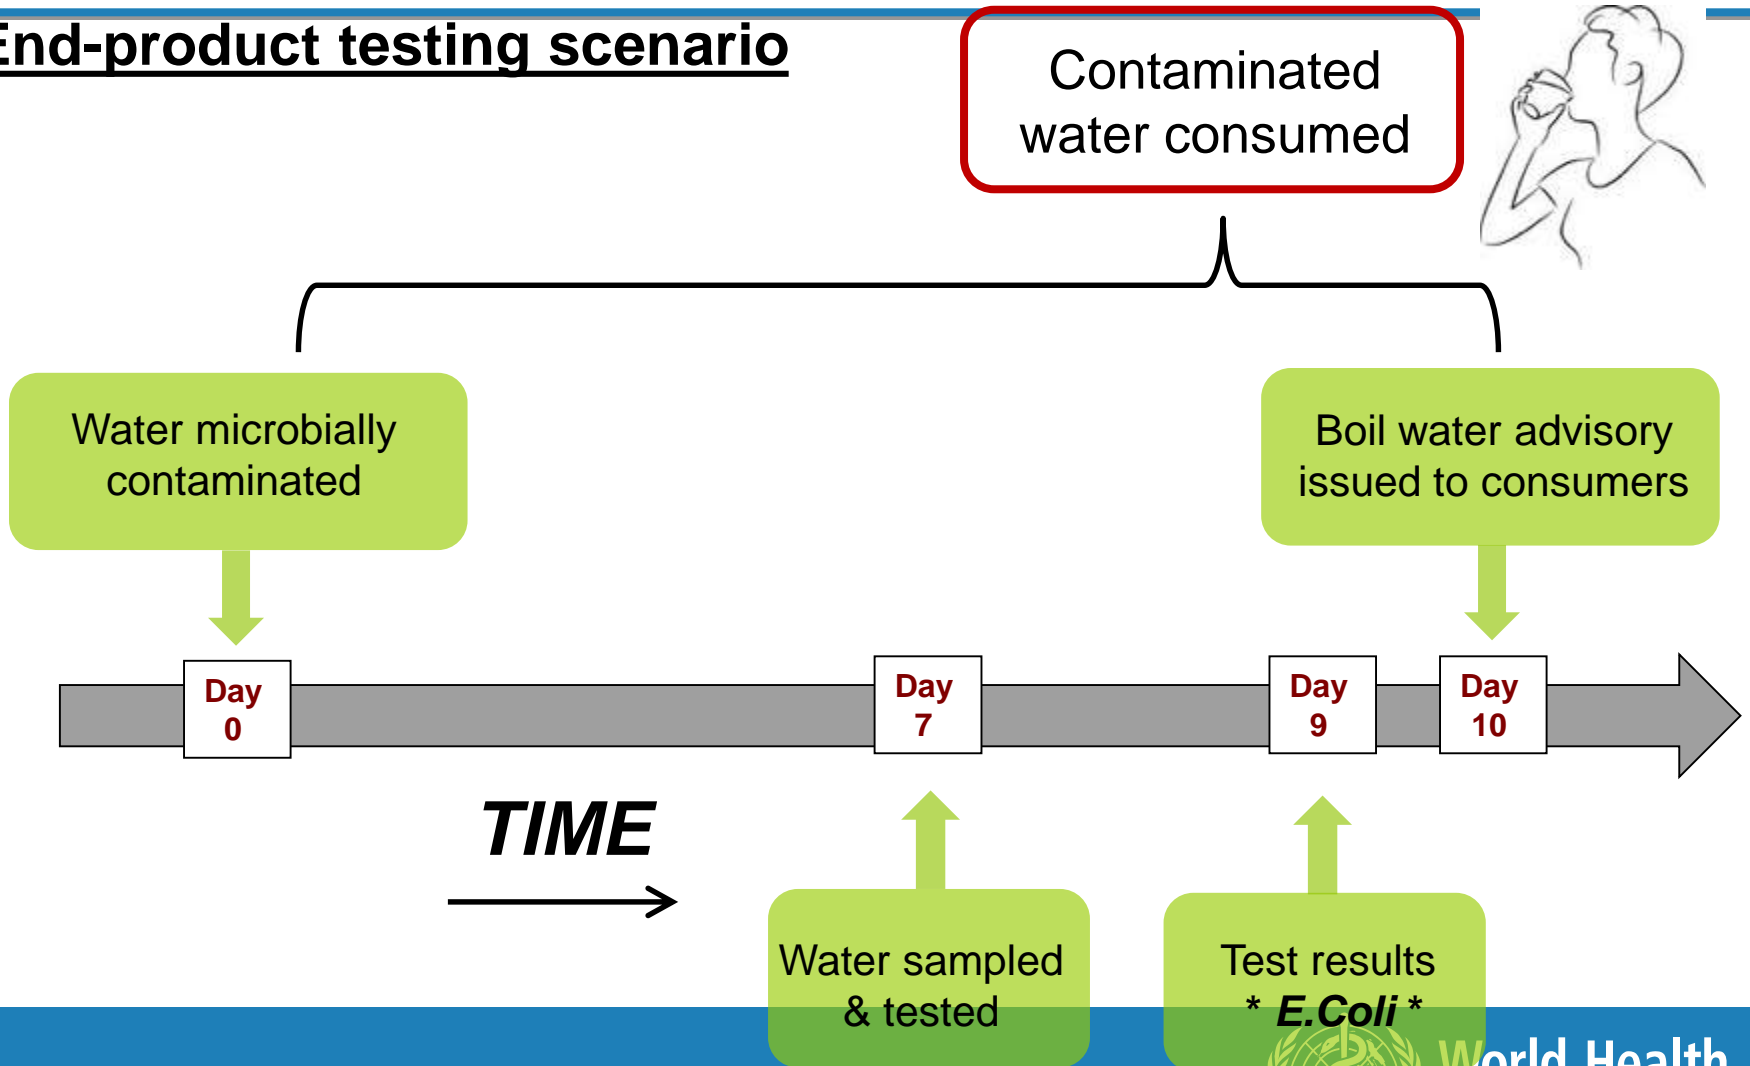 End-product testing scenario
Contaminated
water consumed
Water microbially
contaminated
Boil water advisory
issued to consumers
Day
0
Day
7
Day
9
Day
10
TIME
Water sampled
& tested
Test results
* E.Coli *
World Health